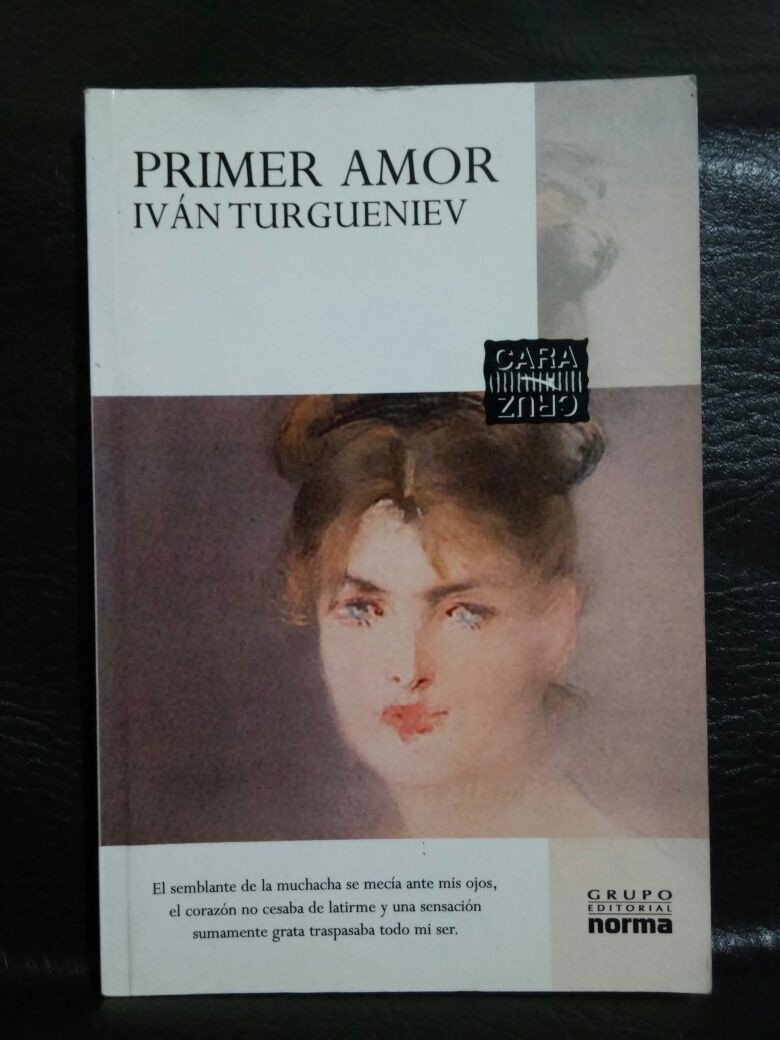 PRIMER AMOR
IVÁN TURGUENIEV
CARA
CRUZ
El semblante de la muchacha se mecía ante mis ojos,
el corazón no cesaba de latirme y una sensación
sumamente grata traspasaba todo mi ser.
GRUPO
EDITORIAL
norma